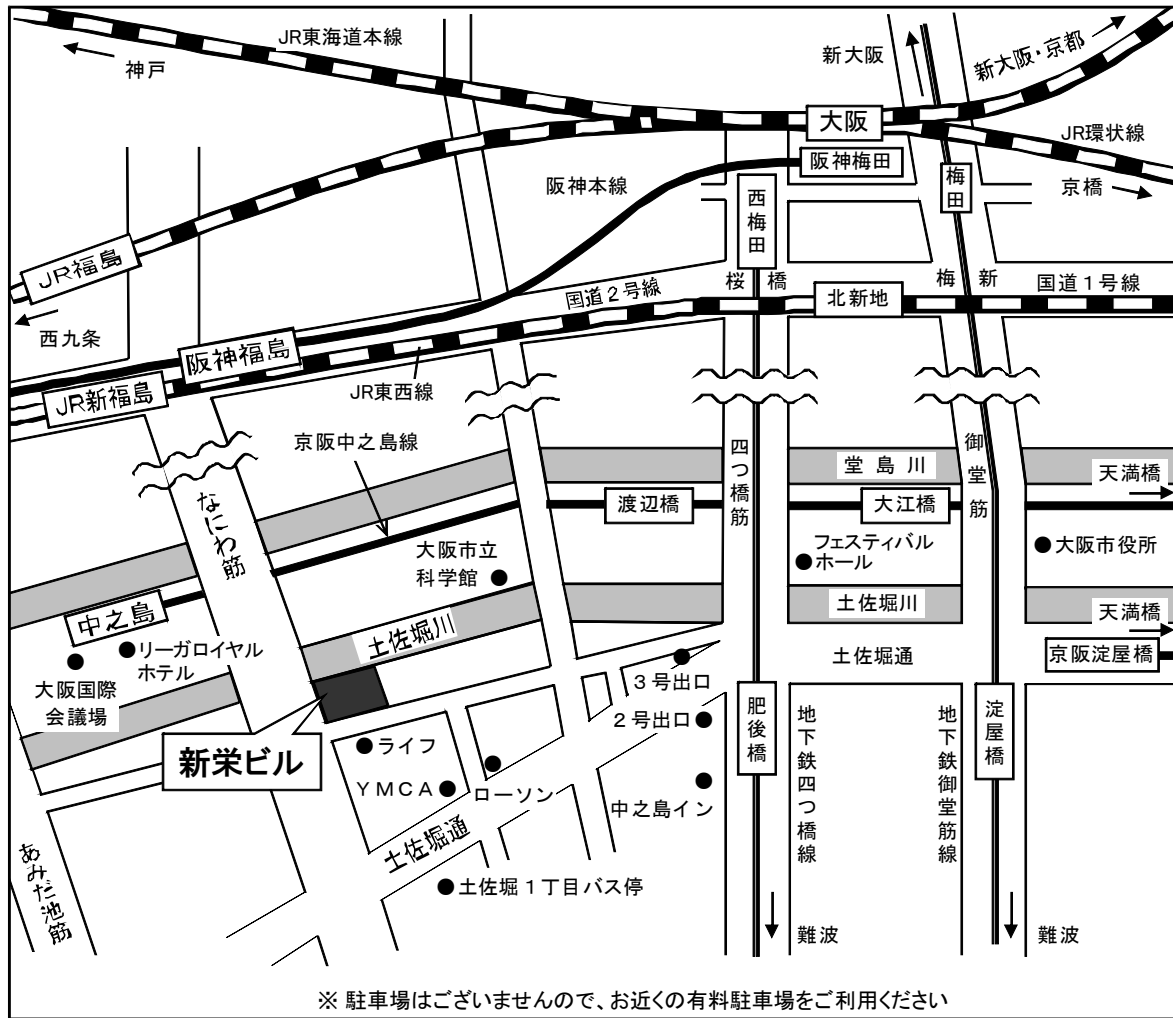 JR東海道本線
神戸
新大阪
新大阪・京都
大阪
JR環状線
阪神梅田
阪神本線
京橋
梅田
西梅田
JR福島
桜橋
梅新
国道1号線
国道2号線
北新地
西九条
阪神福島
JR新福島
JR東西線
京阪中之島線
なにわ筋
四つ橋筋
御堂筋
堂島川
天満橋
渡辺橋
大江橋
大阪市立
科学館
フェスティバル
ホール
大阪市役所
中之島
土佐堀川
土佐堀川
天満橋
リーガロイヤル
ホテル
大阪国際
会議場
土佐堀通
京阪淀屋橋
3号出口
2号出口
肥後橋
淀屋橋
新栄ビル
ライフ
YMCA
ローソン
中之島イン
地下鉄四つ橋線
地下鉄御堂筋線
土佐堀通
あみだ池筋
土佐堀1丁目バス停
難波
難波
※ 駐車場はございませんので、お近くの有料駐車場をご利用ください